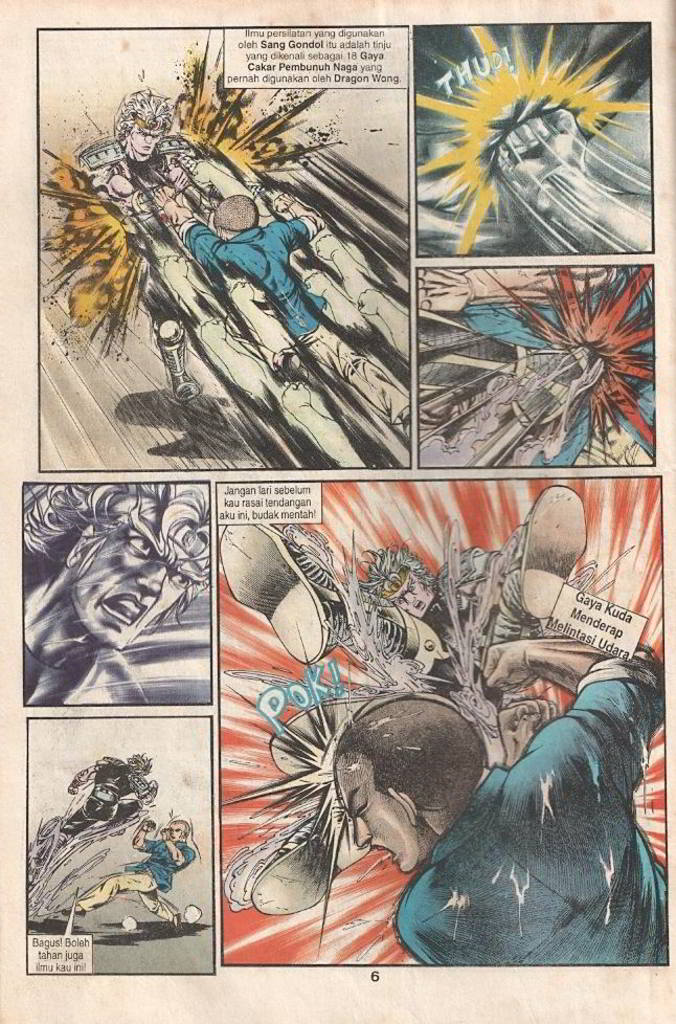 Ilmu persilatan yang digunakan
oleh Sang Gondol itu adalah tinju
yang dikenali sebagai 18 Gaya
Cakar Pembunuh Naga yang
pernah digunakan oleh Dragon Wong.
THUD!
Jangan lari sebelum
kau rasai tendangan
aku ini, budak mentah!
Gaya Kuda
Menderap
Melintasi Udara
POK!
Bagus! Boleh
tahan juga
ilmu kau ini!
6